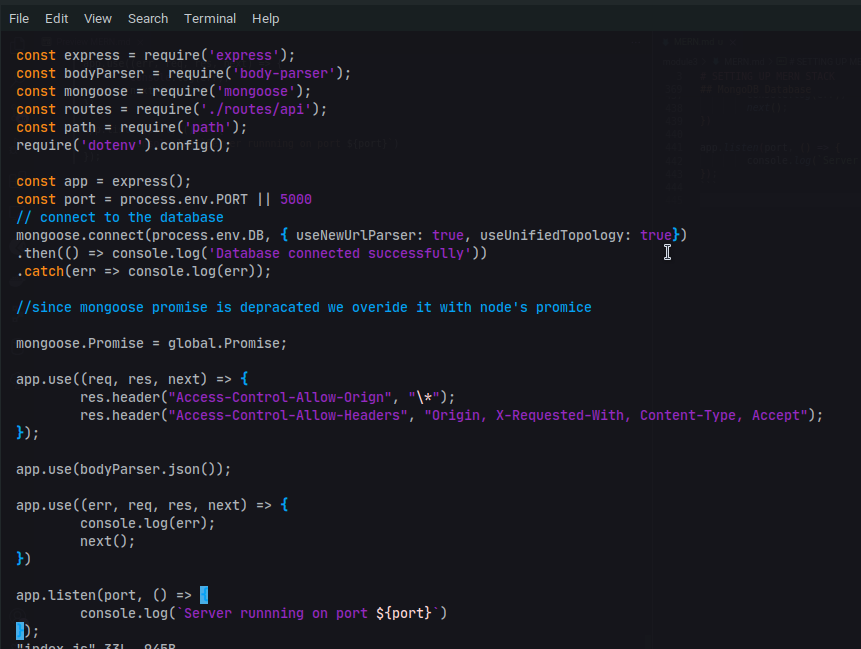 File Edit View Search Terminal Help
const express = require('express');
const bodyParser = require('body-parser');
const mongoose = require('mongoose');
const routes = require('./routes/api');
const path = require('path');
require('dotenv').config();
const app = express();
const port = process.env.PORT || 5000
// connect to the database
mongoose.connect(process.env.DB, { useNewUrlParser: true, useUnifiedTopology: true})
.then(() => console.log('Database connected successfully'))
.catch(err => console.log(err));
//since mongoose promise is depracated we overide it with node's promice
mongoose.Promise = global.Promise;
app.use((req, res, next) => {
res.header("Access-Control-Allow-Orign", "\*");
res.header("Access-Control-Allow-Headers", "Origin, X-Requested-With, Content-Type, Accept");
});
app.use(bodyParser.json());
app.use((err, req, res, next) => {
console.log(err);
next();
})
app.listen(port, () => {
console.log(`Server runnning on port ${port}`)
});
"index.js" 33L, 945B